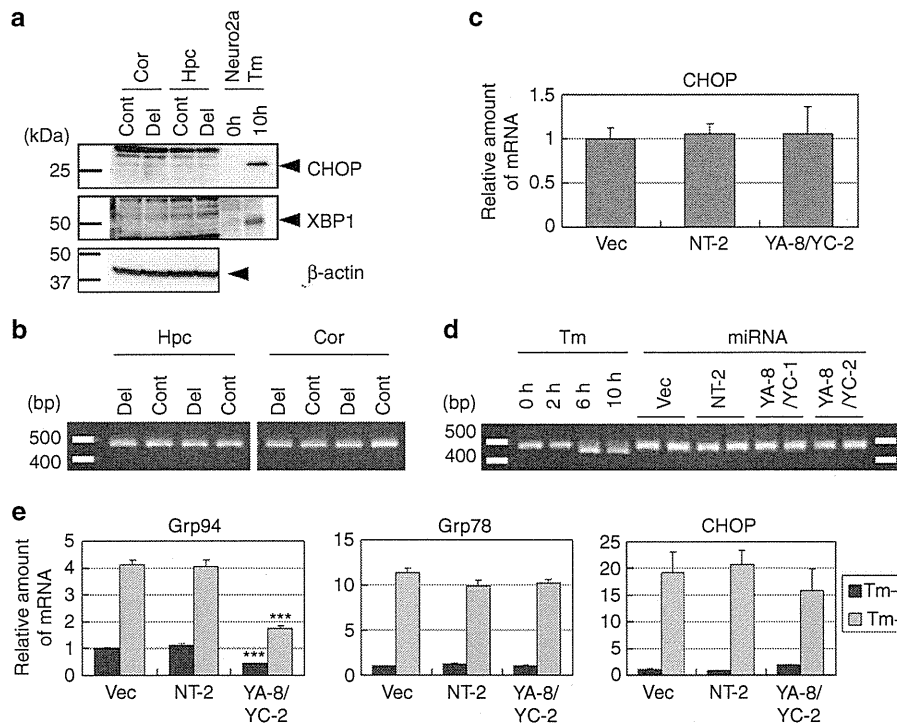 a
Cor
Hpc
Neuro2a
Tm
Cont
Del
Cont
Del
0h
10h
(kDa)
25
CHOP
50
XBP1
50
37
β-actin
b
Hpc
Cor
Del
Cont
Del
Cont
Del
Cont
Del
Cont
(bp)
500
400
c
CHOP
Relative amount
of mRNA
1.5
1
0.5
0
Vec
NT-2
YA-8/YC-2
d
Tm
miRNA
0 h
2 h
6 h
10 h
Vec
NT-2
YA-8
/YC-1
YA-8
/YC-2
(bp)
500
400
500
400
e
Grp94
Relative amount
of mRNA
5
4
3
2
1
0
***
***
Vec
NT-2
YA-8/
YC-2
Grp78
15
10
5
0
Vec
NT-2
YA-8/
YC-2
CHOP
25
20
15
10
5
0
Vec
NT-2
YA-8/
YC-2
Tm-
Tm-